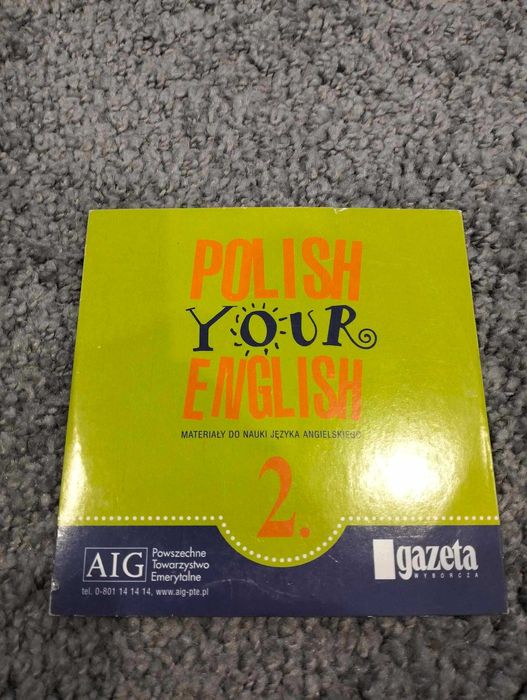 POLISH
YOUR
ENGLISH
MATERIAŁY DO NAUKI JĘZYKA ANGIELSKIEGO
2.
AIG
Powszechne
Towarzystwo
Emerytalne
tel. 0-801 14 14 14, www.aig-pte.pl
gazeta
WYBORCZA